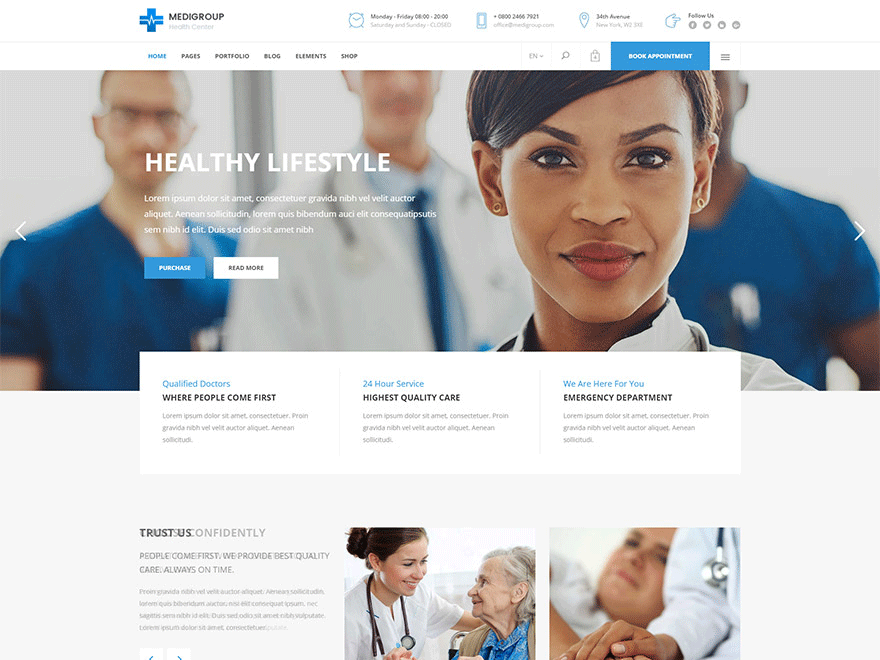 MEDIGROUP
Health Center
Monday - Friday 08:00 - 20:00
Saturday and Sunday - CLOSED
+ 0800 2466 7921
office@medigroup.com
34th Avenue
New York, W2 3XE
Follow Us
HOME
PAGES
PORTFOLIO
BLOG
ELEMENTS
SHOP
EN
BOOK APPOINTMENT
HEALTHY LIFESTYLE
Lorem ipsum dolor sit amet, consectetuer gravida nibh vel velit auctor
aliquet. Aenean sollicitudin, lorem quis bibendum auci elit consequatipsutis
sem nibh id elit. Duis sed odio sit amet nibh
PURCHASE
READ MORE
Qualified Doctors
WHERE PEOPLE COME FIRST
Lorem ipsum dolor sit amet, consectetuer. Proin
gravida nibh vel velit auctor aliquet. Aenean
sollicitudi.
24 Hour Service
HIGHEST QUALITY CARE
Lorem ipsum dolor sit amet, consectetuer. Proin
gravida nibh vel velit auctor aliquet. Aenean
sollicitudi.
We Are Here For You
EMERGENCY DEPARTMENT
Lorem ipsum dolor sit amet, consectetuer. Proin
gravida nibh vel velit auctor aliquet. Aenean
sollicitudi.
TRUST US
CONFIDENTLY
PEOPLE COME FIRST. WE PROVIDE BEST QUALITY
CARE. ALWAYS ON TIME.
Proin gravida nibh vel velit auctor aliquet. Aenean sollicitudin,
lorem quis bibendum auctor, nisi elit consequat ipsum, nec
sagittis sem nibh id elit. Duis sed odio sit amet nibh vulputate